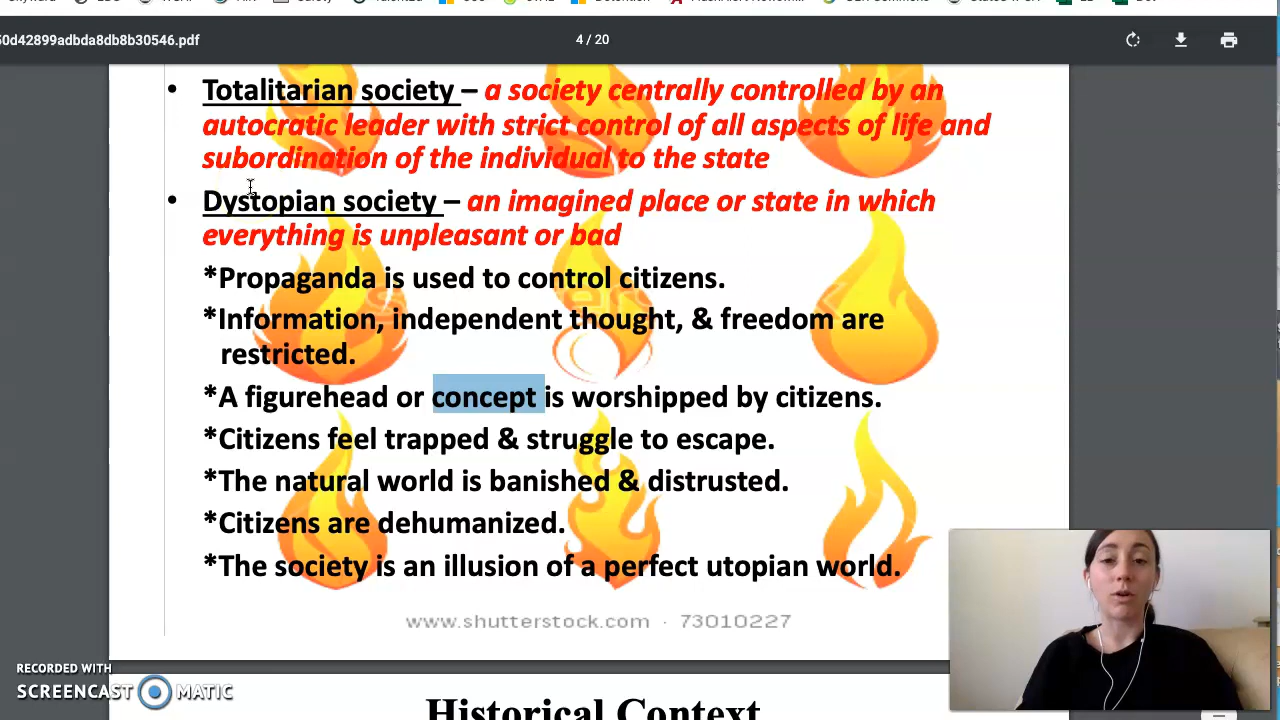 50d42899adbda8db8b30546.pdf
4 / 20
• Totalitarian society – a society centrally controlled by an
autocratic leader with strict control of all aspects of life and
subordination of the individual to the state
• Dystopian society – an imagined place or state in which
everything is unpleasant or bad
*Propaganda is used to control citizens.
*Information, independent thought, & freedom are
restricted.
*A figurehead or concept is worshipped by citizens.
*Citizens feel trapped & struggle to escape.
*The natural world is banished & distrusted.
*Citizens are dehumanized.
*The society is an illusion of a perfect utopian world.
www.shutterstock.com · 73010227
RECORDED WITH
SCREENCAST MATIC
Historical Context